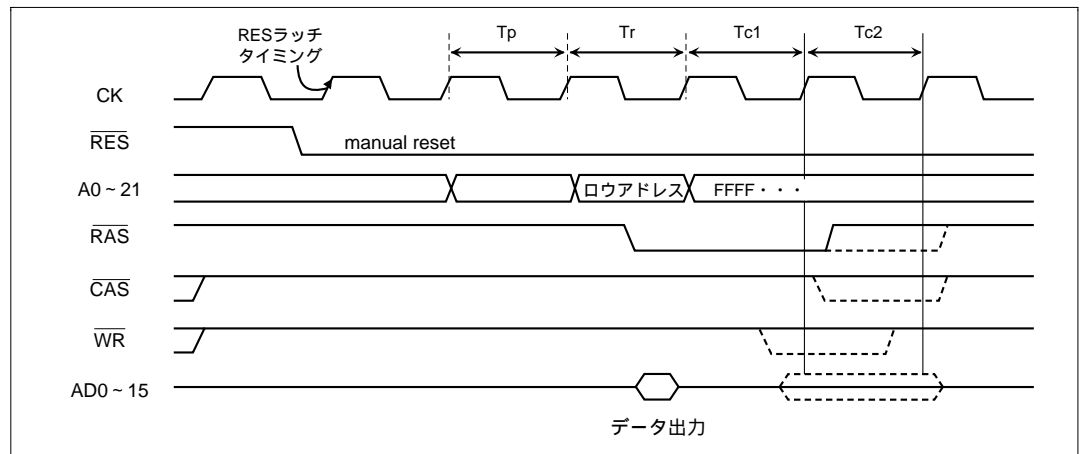 RESラッチ
タイミング
Tp
Tr
Tc1
Tc2
CK
RES
manual reset
A0~21
ロウアドレス
FFFF・・・
RAS
CAS
WR
AD0~15
データ出力